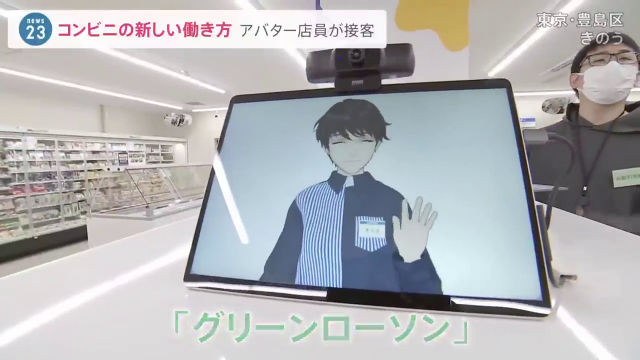 news
23
コンビニの新しい働き方 アバター店員が接客
東京・豊島区
きのう
「グリーンローソン」